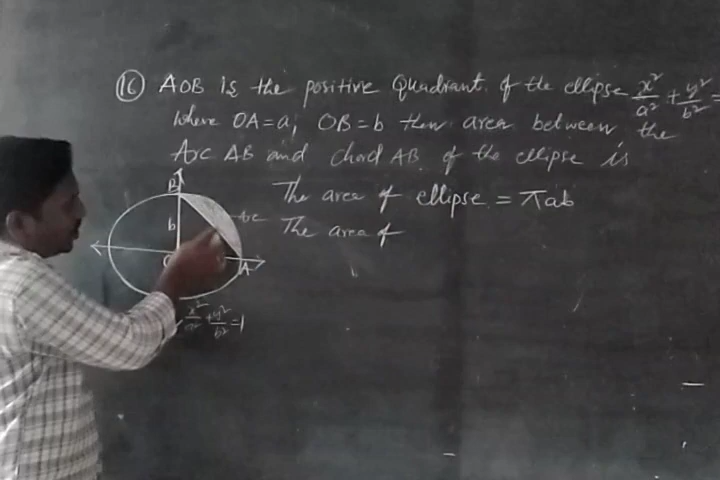 (16) AOB is the positive Quadrant of the ellipse x²/a² + y²/b² =
where OA = a, OB = b then area between the
Arc AB and chord AB of the ellipse is
The area of ellipse = πab
The area of
B
b
Arc
A
x²/a² + y²/b² = 1